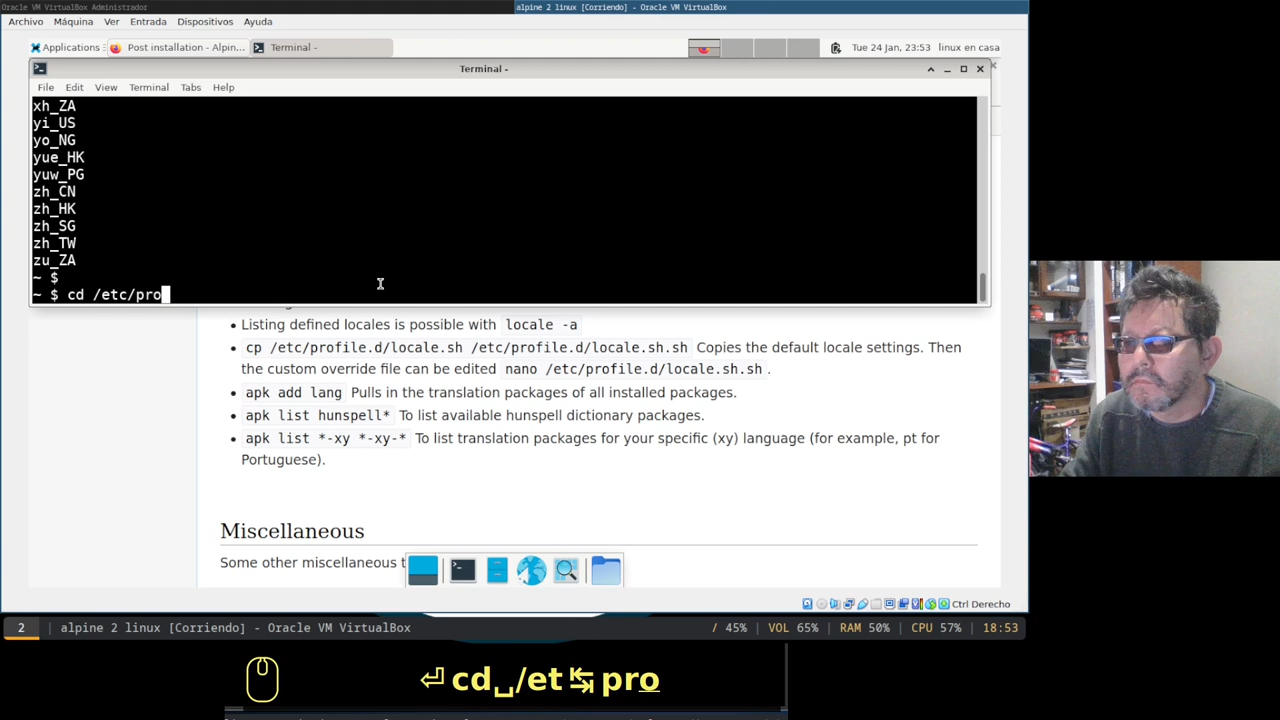 Oracle VM VirtualBox Administrador
alpine 2 linux [Corriendo] - Oracle VM VirtualBox
Archivo Máquina Ver Entrada Dispositivos Ayuda
Applications Post installation - Alpin... Terminal - Tue 24 Jan, 23:53 linux en casa
Terminal -
File Edit View Terminal Tabs Help
xh_ZA
yi_US
yo_NG
yue_HK
yuw_PG
zh_CN
zh_HK
zh_SG
zh_TW
zu_ZA
~ $
~ $ cd /etc/pro
• Listing defined locales is possible with locale -a
• cp /etc/profile.d/locale.sh /etc/profile.d/locale.sh.sh Copies the default locale settings. Then
the custom override file can be edited nano /etc/profile.d/locale.sh.sh .
• apk add lang Pulls in the translation packages of all installed packages.
• apk list hunspell* To list available hunspell dictionary packages.
• apk list *-xy *-xy-* To list translation packages for your specific (xy) language (for example, pt for
Portuguese).
Miscellaneous
Some other miscellaneous t
Ctrl Derecho
2 | alpine 2 linux [Corriendo] - Oracle VM VirtualBox / 45% | VOL 65% | RAM 50% | CPU 57% | 18:53
⏎ cd␣/et↹ pro